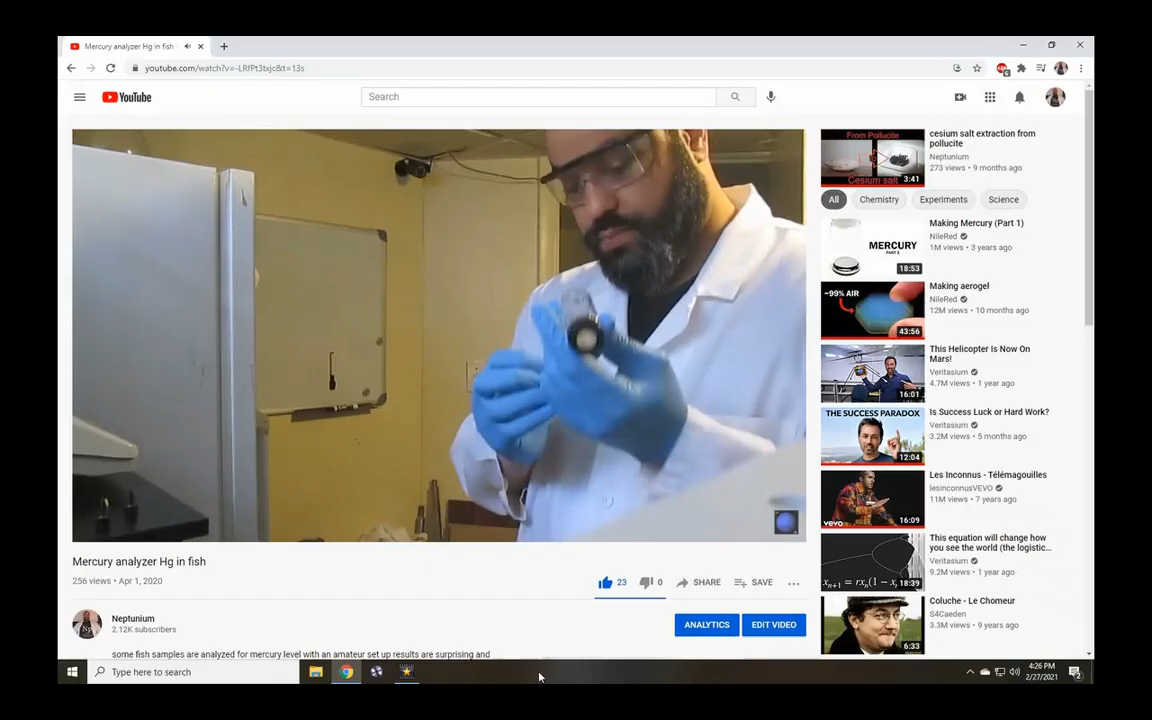 Mercury analyzer Hg in fish
youtube.com/watch?v=-LRfPt3txjc&t=13s
6
YouTube
Search
From Pollucite
Cesium salt
3:41
cesium salt extraction from
pollucite
Neptunium
273 views • 9 months ago
All
Chemistry
Experiments
Science
MERCURY
18:53
Making Mercury (Part 1)
NileRed
1M views • 3 years ago
~99% AIR
43:56
Making aerogel
NileRed
12M views • 10 months ago
16:01
This Helicopter Is Now On
Mars!
Veritasium
4.7M views • 1 year ago
THE SUCCESS PARADOX
12:04
Is Success Luck or Hard Work?
Veritasium
3.2M views • 5 months ago
vevo
16:09
Les Inconnus - Télémagouilles
lesinconnusVEVO
11M views • 7 years ago
18:39
This equation will change how
you see the world (the logistic...
Veritasium
9.2M views • 1 year ago
6:33
Coluche - Le Chomeur
S4Caeden
3.3M views • 9 years ago
Mercury analyzer Hg in fish
256 views • Apr 1, 2020
23
0
SHARE
SAVE
Neptunium
2.12K subscribers
ANALYTICS
EDIT VIDEO
some fish samples are analyzed for mercury level with an amateur set up results are surprising and
Type here to search
4:26 PM
2/27/2021
2